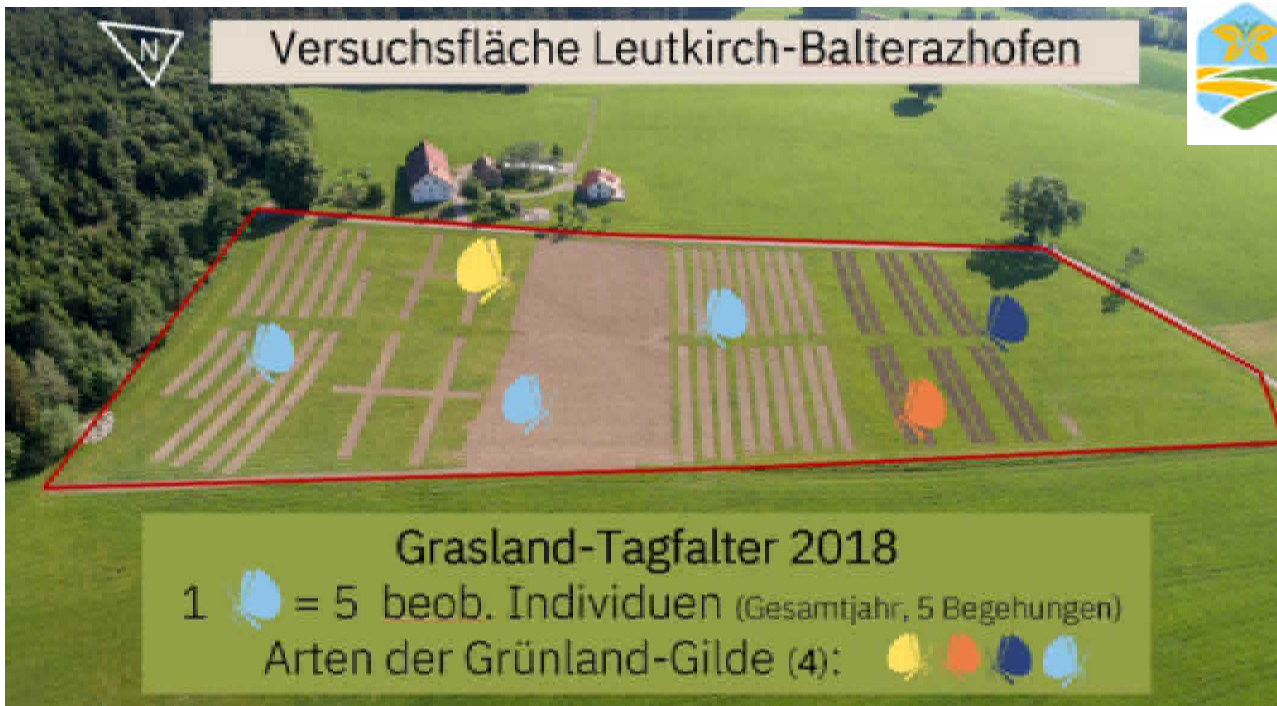 N
Versuchsfläche Leutkirch-Balterazhofen
Grasland-Tagfalter 2018
1 = 5 beob. Individuen (Gesamtjahr, 5 Begehungen)
Arten der Grünland-Gilde (4):